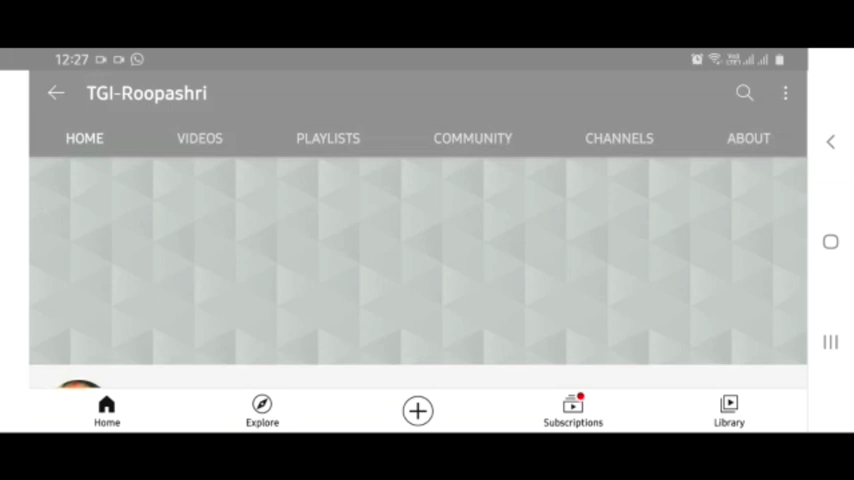 12:27
TGI-Roopashri
HOME VIDEOS PLAYLISTS COMMUNITY CHANNELS ABOUT
Home Explore Subscriptions Library